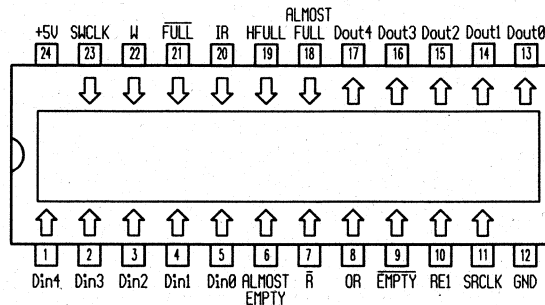 ALMOST
+5V SWCLK W F̅U̅L̅L̅ IR HFULL FULL Dout4 Dout3 Dout2 Dout1 Dout0
24 23 22 21 20 19 18 17 16 15 14 13
1 2 3 4 5 6 7 8 9 10 11 12
Din4 Din3 Din2 Din1 Din0 ALMOST R̅ OR E̅M̅P̅T̅Y̅ RE1 SRCLK GND
EMPTY